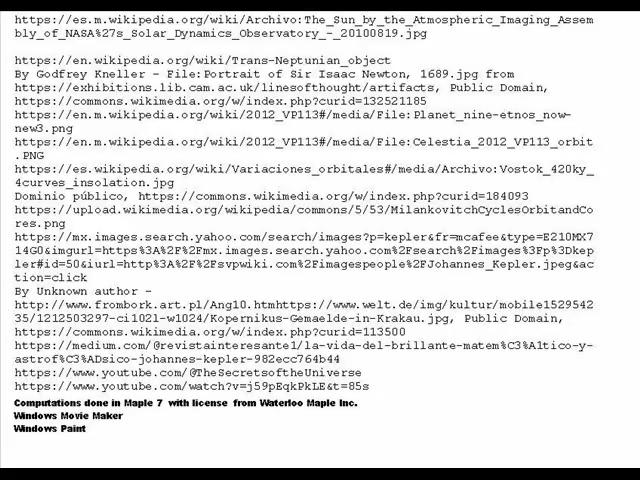 https://es.m.wikipedia.org/wiki/Archivo:The_Sun_by_the_Atmospheric_Imaging_Assem
bly_of_NASA%27s_Solar_Dynamics_Observatory_-_20100819.jpg
https://en.wikipedia.org/wiki/Trans-Neptunian_object
By Godfrey Kneller - File:Portrait of Sir Isaac Newton, 1689.jpg from
https://exhibitions.lib.cam.ac.uk/linesofthought/artifacts, Public Domain,
https://commons.wikimedia.org/w/index.php?curid=132521185
https://en.m.wikipedia.org/wiki/2012_VP113#/media/File:Planet_nine-etnos_now-
new3.png
https://en.m.wikipedia.org/wiki/2012_VP113#/media/File:Celestia_2012_VP113_orbit
.PNG
https://es.wikipedia.org/wiki/Variaciones_orbitales#/media/Archivo:Vostok_420ky_
4curves_insolation.jpg
Dominio público, https://commons.wikimedia.org/w/index.php?curid=184093
https://upload.wikimedia.org/wikipedia/commons/5/53/MilankovitchCyclesOrbitandCo
res.png
https://mx.images.search.yahoo.com/search/images?p=kepler&fr=mcafee&type=E210MX7
14G0&imgurl=https%3A%2F%2Fmx.images.search.yahoo.com%2Fsearch%2Fimages%3Fp%3Dkep
ler#id=50&iurl=http%3A%2F%2Fsvpwiki.com%2Fimagespeople%2FJohannes_Kepler.jpeg&ac
tion=click
By Unknown author -
http://www.frombork.art.pl/Ang10.htmhttps://www.welt.de/img/kultur/mobile1529542
35/1212503297-ci1021-w1024/Kopernikus-Gemaelde-in-Krakau.jpg, Public Domain,
https://commons.wikimedia.org/w/index.php?curid=113500
https://medium.com/@revistainteresante1/la-vida-del-brillante-matem%C3%A1tico-y-
astrof%C3%ADsico-johannes-kepler-982ecc764b44
https://www.youtube.com/@TheSecretsoftheUniverse
https://www.youtube.com/watch?v=j59pEqkPkLE&t=85s
Computations done in Maple 7 with license from Waterloo Maple Inc.
Windows Movie Maker
Windows Paint